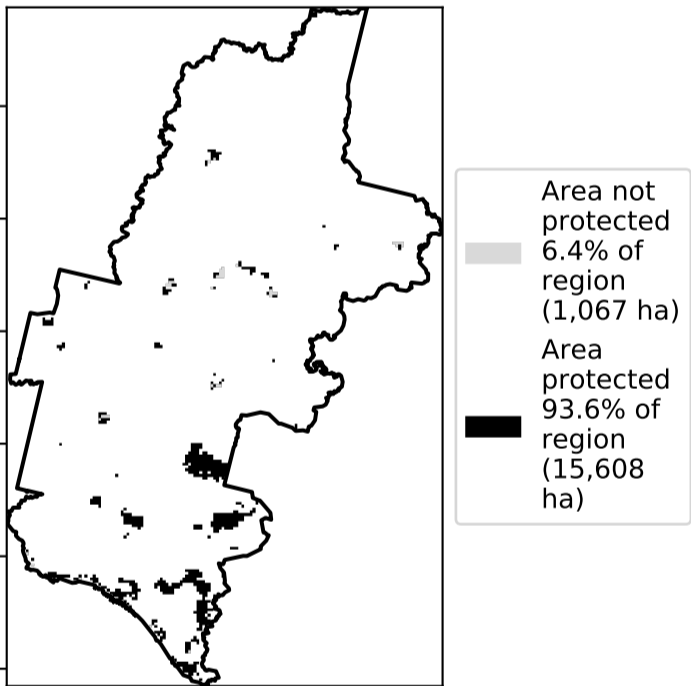 Area not
protected
6.4% of
region
(1,067 ha)
Area
protected
93.6% of
region
(15,608
ha)